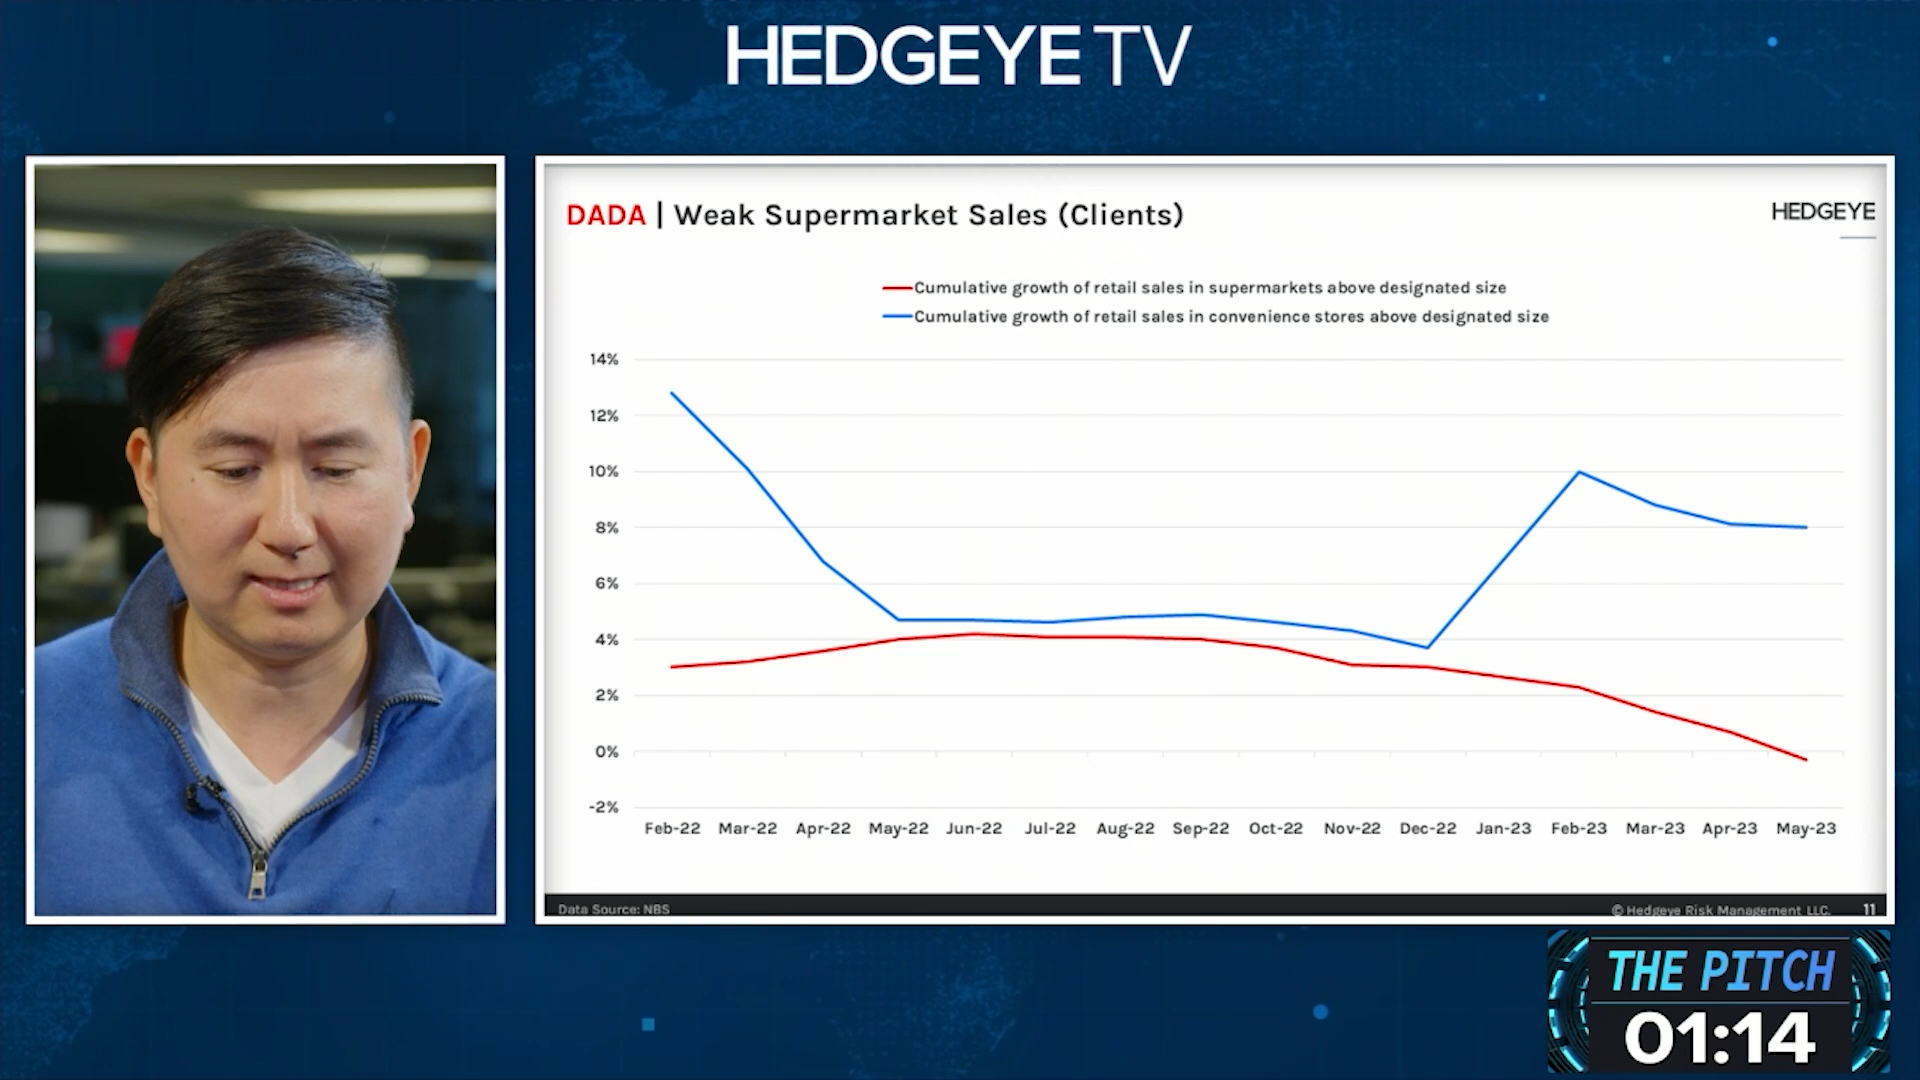 HEDGEYE TV
DADA | Weak Supermarket Sales (Clients)
HEDGEYE
Cumulative growth of retail sales in supermarkets above designated size
Cumulative growth of retail sales in convenience stores above designated size
14%
12%
10%
8%
6%
4%
2%
0%
-2%
Feb-22 Mar-22 Apr-22 May-22 Jun-22 Jul-22 Aug-22 Sep-22 Oct-22 Nov-22 Dec-22 Jan-23 Feb-23 Mar-23 Apr-23 May-23
Data Source: NBS
© Hedgeye Risk Management LLC. 11
THE PITCH
01:14